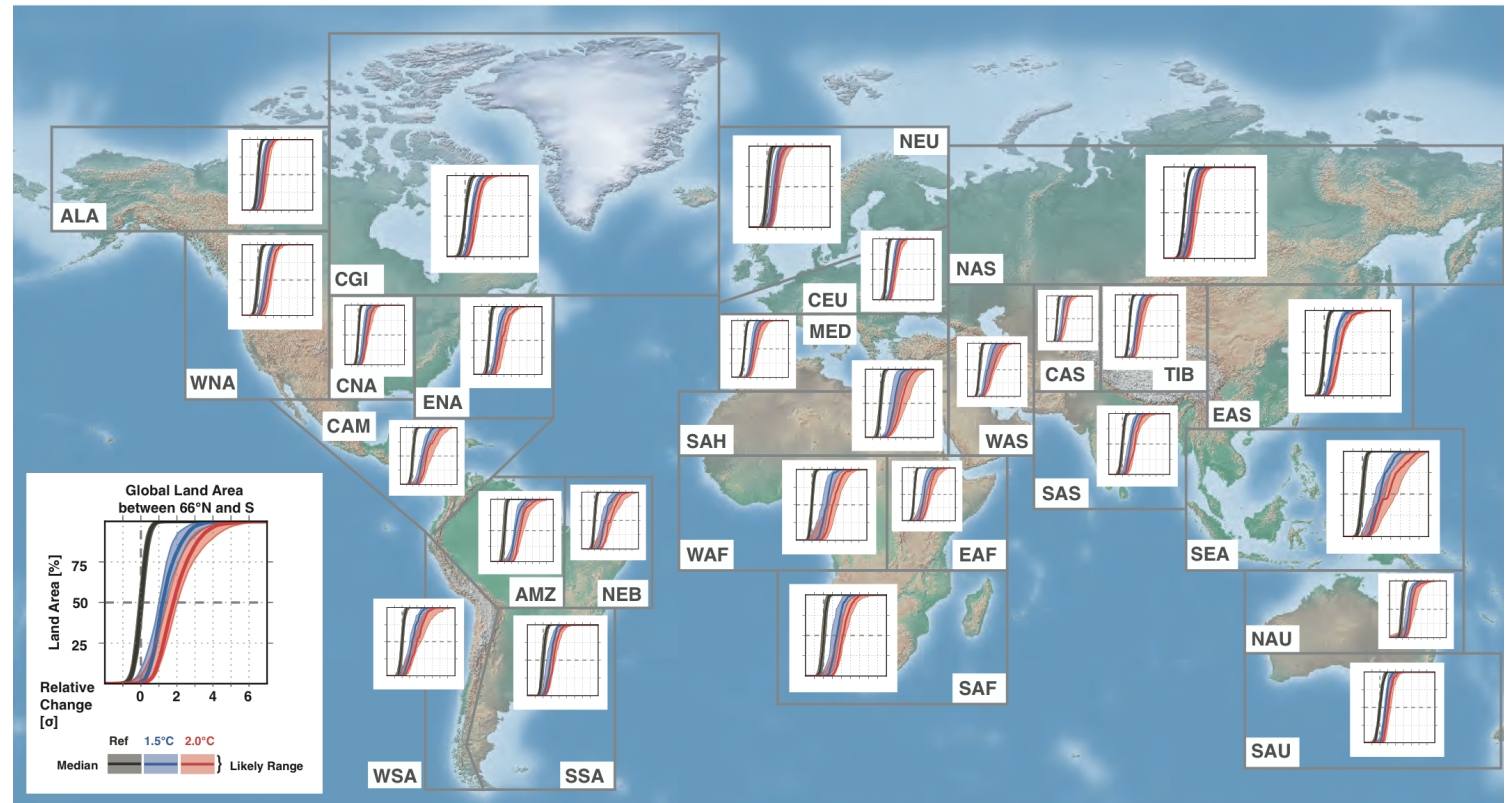 NEU
ALA
CGI
NAS
CEU
MED
WNA
CNA
ENA
CAS
TIB
EAS
CAM
SAH
WAS
SAS
WAF
EAF
SEA
AMZ
NEB
NAU
SAF
WSA
SSA
SAU
Global Land Area
between 66°N and S
Land Area [%]
75
50
25
Relative
Change
[σ]
0 2 4 6
Ref 1.5°C 2.0°C
Median } Likely Range